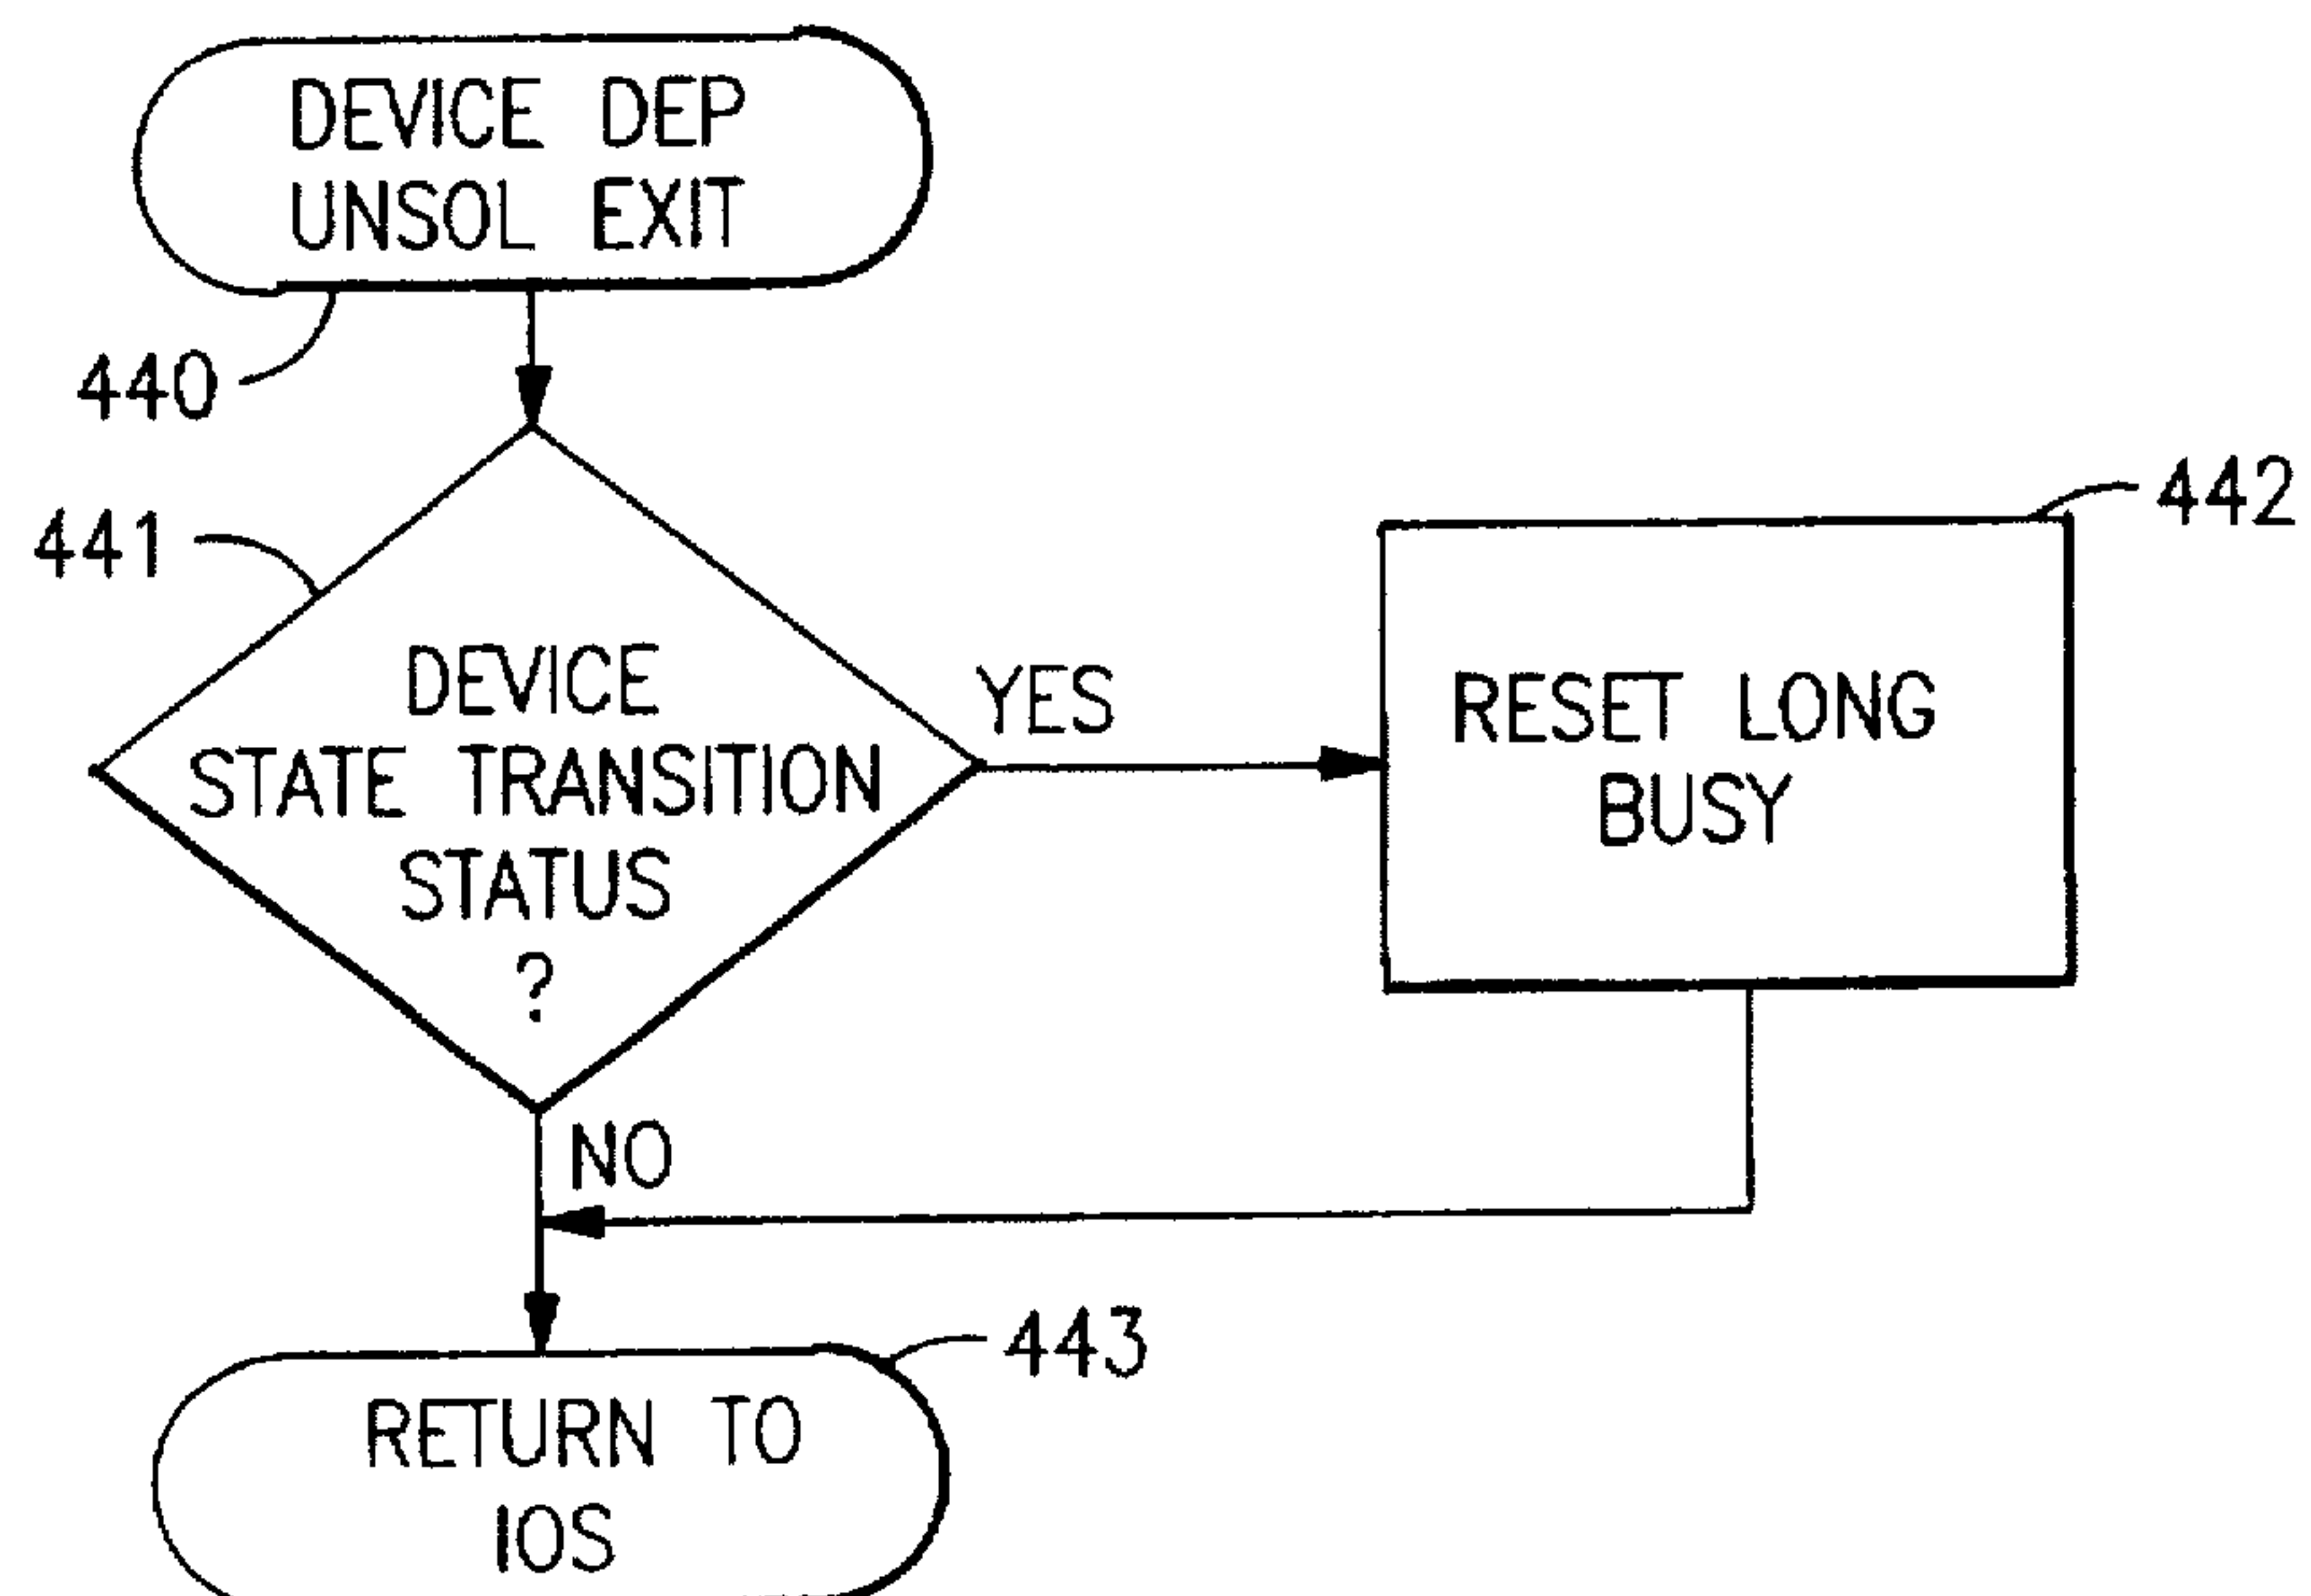 DEVICE DEP
UNSOL EXIT
440
441
DEVICE
STATE TRANSITION
STATUS
?
YES
442
RESET LONG
BUSY
NO
443
RETURN TO
IOS